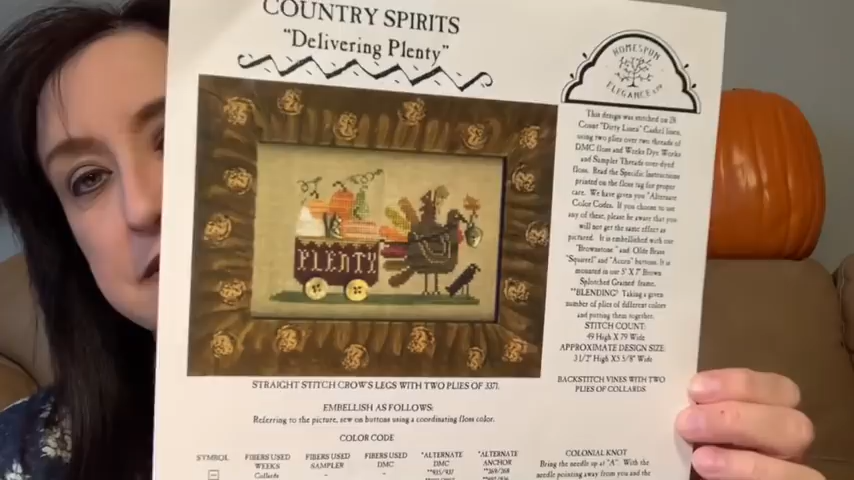 COUNTRY SPIRITS
"Delivering Plenty"
HOMESPUN
ELEGANCE
PLENTY
This design was stitched on 28
Count "Dirty Linen" Cashel linen,
using two plies over two threads of
DMC floss and Weeks Dye Works
and Sampler Threads over-dyed
floss. Read the Specific Instructions
printed on the floss tag for proper
care. We have given you "Alternate
Color Codes. If you choose to use
any of these, please be aware that you
will not get the same effect as
pictured. It is embellished with our
"Brownstone" and Olde Brass
"Squirrel" and "Acorn" buttons. It is
mounted in our 5" X 7" Brown
Splotched Grained frame.
**BLENDING! Taking a given
number of plies of different colors
and putting them together.
STITCH COUNT:
49 High X 79 Wide
APPROXIMATE DESIGN SIZE:
3 1/2" High X 5 5/8" Wide
STRAIGHT STITCH CROW'S LEGS WITH TWO PLIES OF 3371.
BACKSTITCH VINES WITH TWO
PLIES OF COLLARDS
EMBELLISH AS FOLLOWS:
Referring to the picture, sew on buttons using a coordinating floss color.
COLOR CODE
SYMBOL FIBERS USED FIBERS USED FIBERS USED *ALTERNATE *ALTERNATE
WEEKS SAMPLER DMC DMC ANCHOR
COLONIAL KNOT
Bring the needle up at "A". With the
needle pointing away from you and the